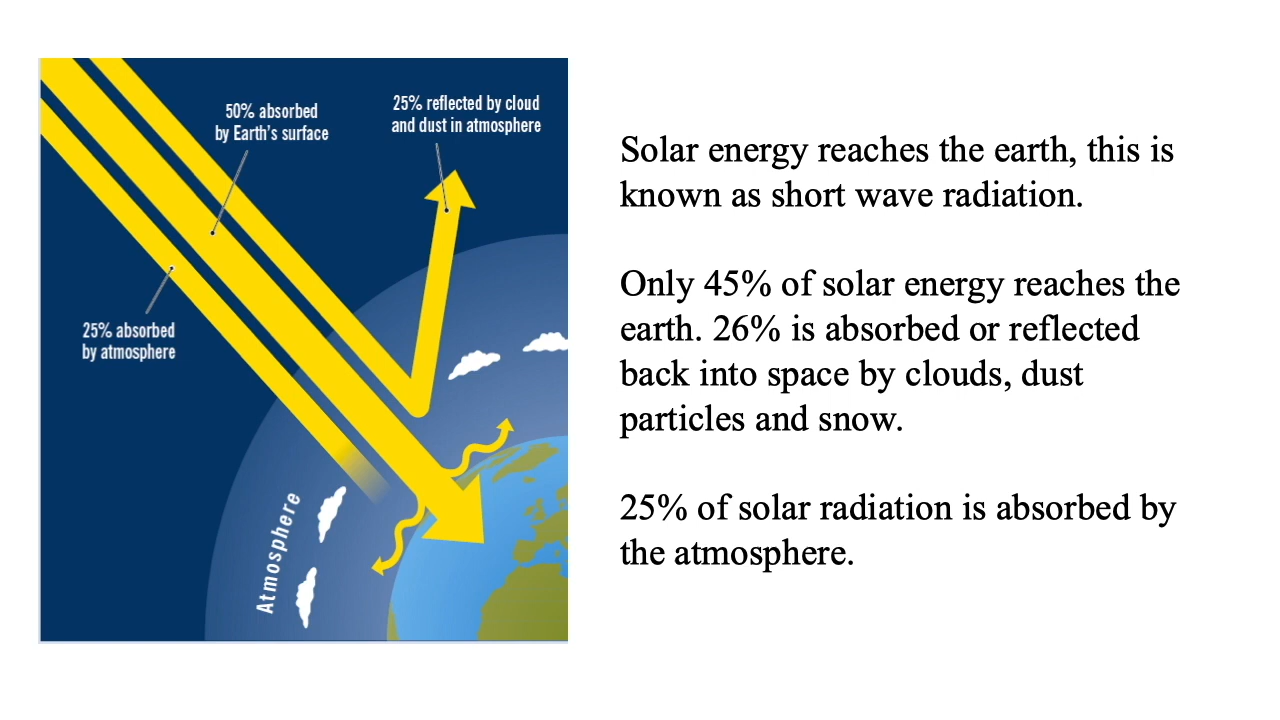 50% absorbed
by Earth's surface
25% reflected by cloud
and dust in atmosphere
25% absorbed
by atmosphere
Atmosphere
Solar energy reaches the earth, this is
known as short wave radiation.
Only 45% of solar energy reaches the
earth. 26% is absorbed or reflected
back into space by clouds, dust
particles and snow.
25% of solar radiation is absorbed by
the atmosphere.